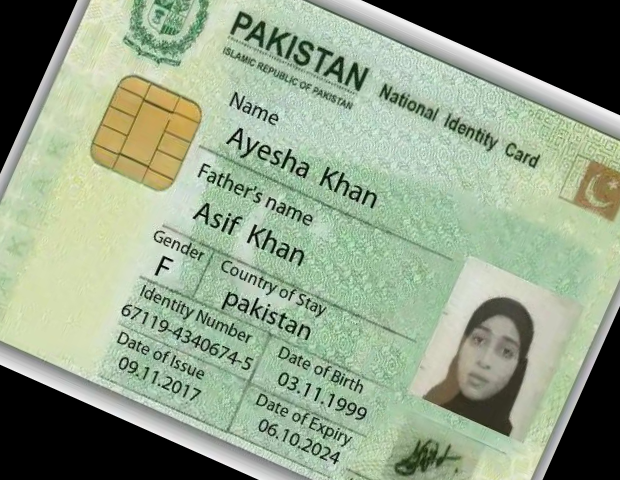 PAKISTAN
National Identity Card
ISLAMIC REPUBLIC OF PAKISTAN
Name
Ayesha Khan
Father's name
Asif Khan
Gender
Country of Stay
F
pakistan
Identity Number
Date of Birth
67119-4340674-5
03.11.1999
Date of Issue
Date of Expiry
09.11.2017
06.10.2024